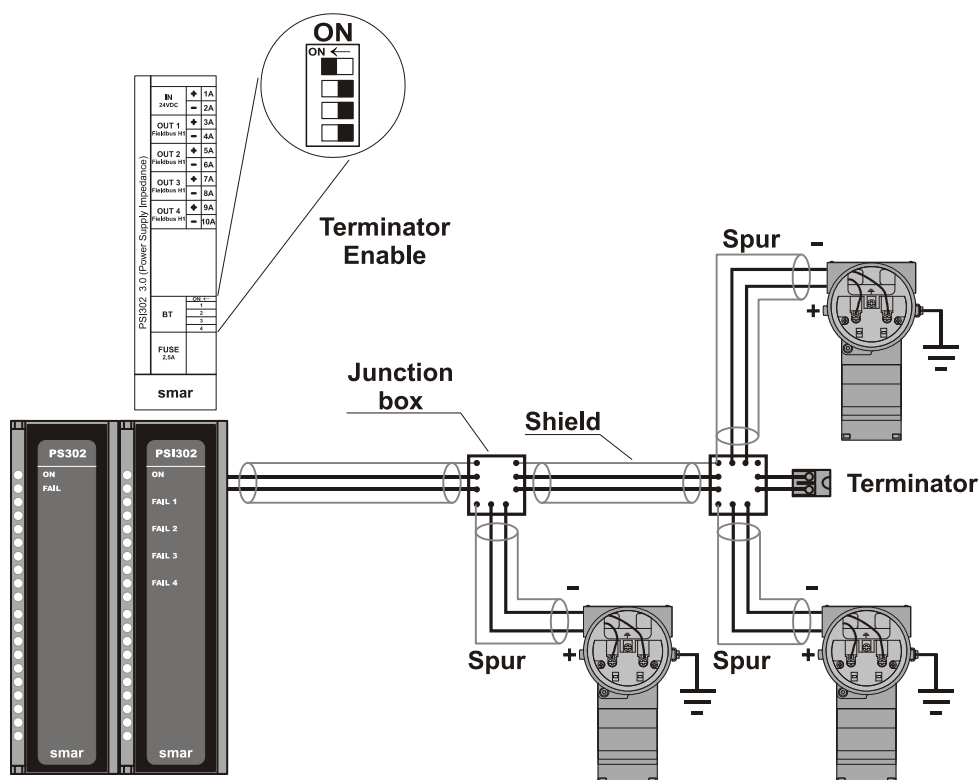 ON
ON ←
IN
24VDC
+ 1A
− 2A
OUT 1
Fieldbus H1
+ 3A
− 4A
OUT 2
Fieldbus H1
+ 5A
− 6A
OUT 3
Fieldbus H1
+ 7A
− 8A
OUT 4
Fieldbus H1
+ 9A
− 10A
PSI302 3.0 (Power Supply Impedance)
BT
ON ←
1
2
3
4
FUSE
2,5A
smar
Terminator
Enable
Spur
−
+
Junction
box
Shield
Terminator
PS302
ON
FAIL
smar
PSI302
ON
FAIL 1
FAIL 2
FAIL 3
FAIL 4
smar
Spur
−
+
Spur
−
+